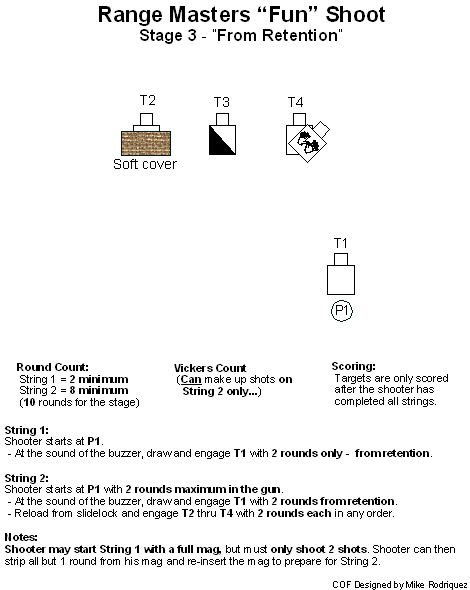 Range Masters “Fun” Shoot
Stage 3 - "From Retention"
T2
T3
T4
Soft cover
T1
P1
Round Count:
String 1 = 2 minimum
String 2 = 8 minimum
(10 rounds for the stage)
Vickers Count
(Can make up shots on
String 2 only...)
Scoring:
Targets are only scored
after the shooter has
completed all strings.
String 1:
Shooter starts at P1.
- At the sound of the buzzer, draw and engage T1 with 2 rounds only - from retention.
String 2:
Shooter starts at P1 with 2 rounds maximum in the gun.
- At the sound of the buzzer, draw and engage T1 with 2 rounds from retention.
- Reload from slidelock and engage T2 thru T4 with 2 rounds each in any order.
Notes:
Shooter may start String 1 with a full mag, but must only shoot 2 shots. Shooter can then
strip all but 1 round from his mag and re-insert the mag to prepare for String 2.
COF Designed by Mike Rodriquez